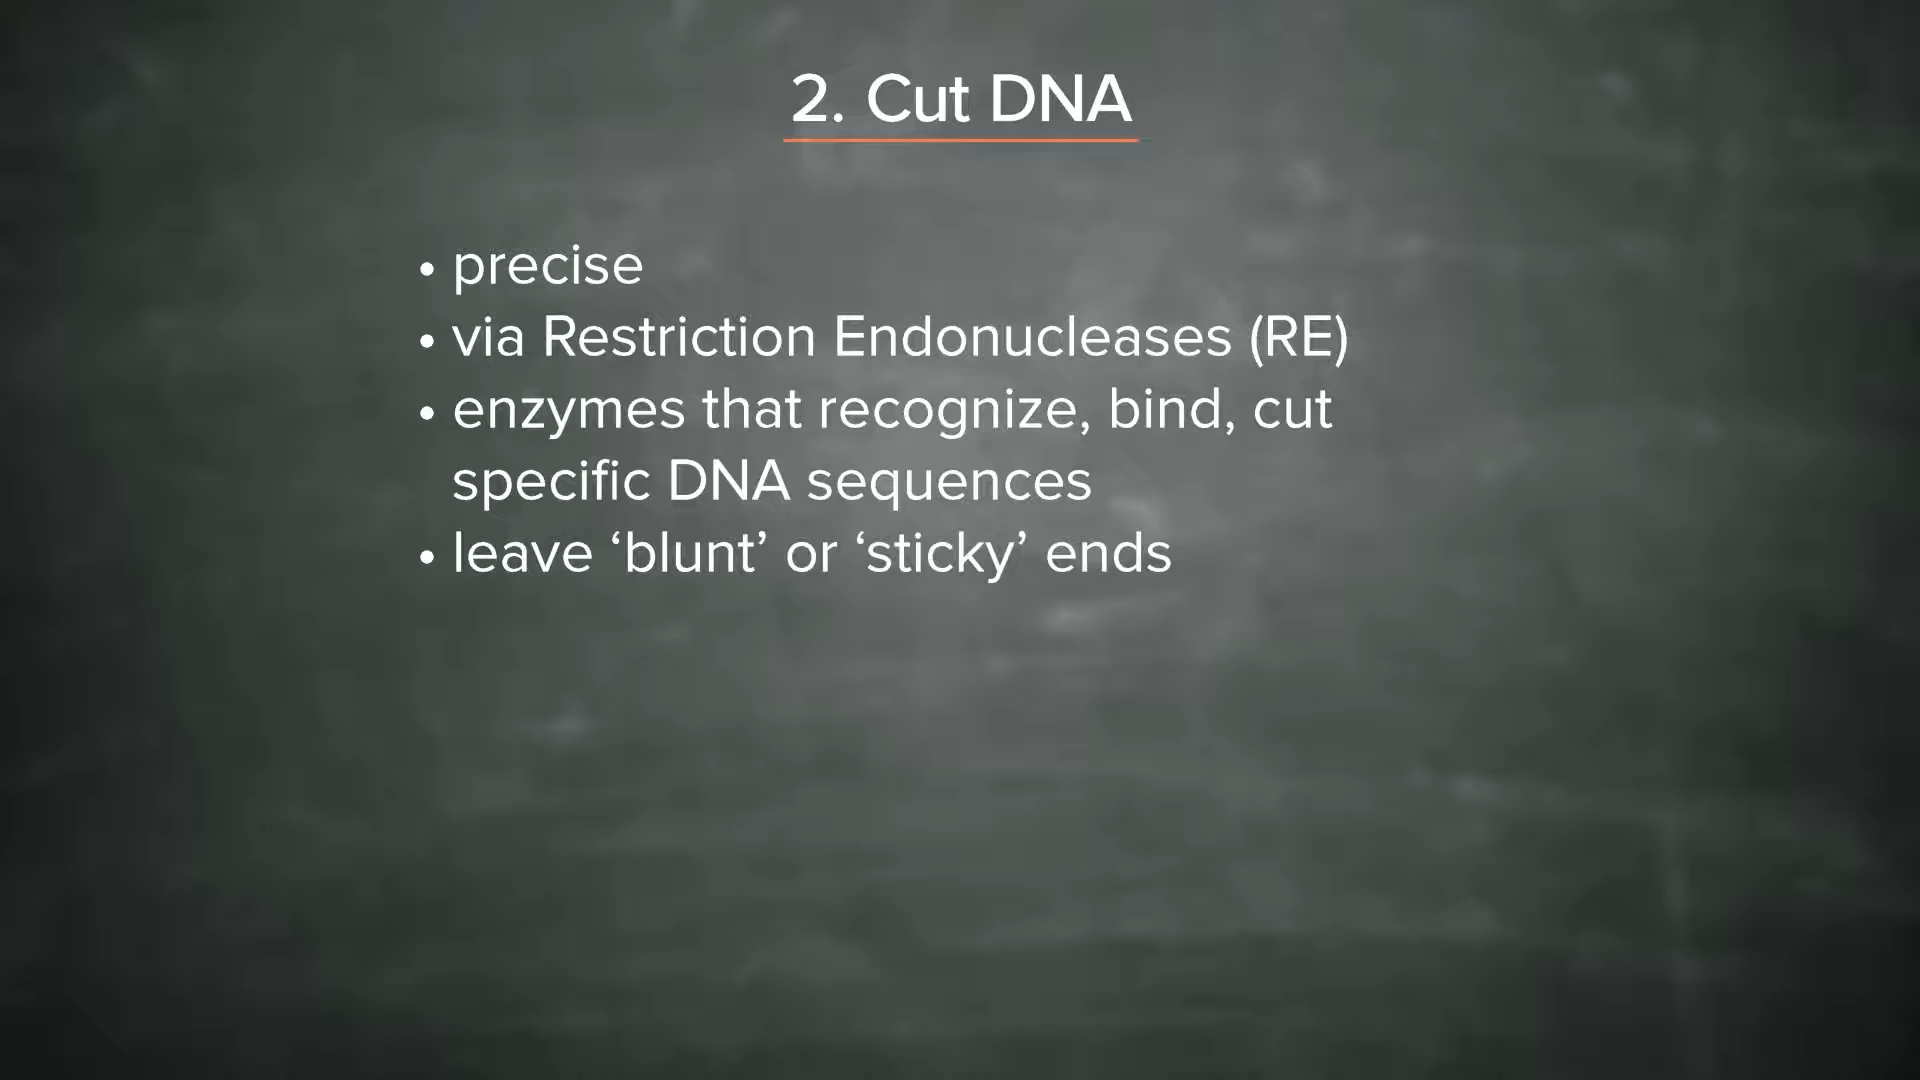 2. Cut DNA
• precise
• via Restriction Endonucleases (RE)
• enzymes that recognize, bind, cut
specific DNA sequences
• leave ‘blunt’ or ‘sticky’ ends